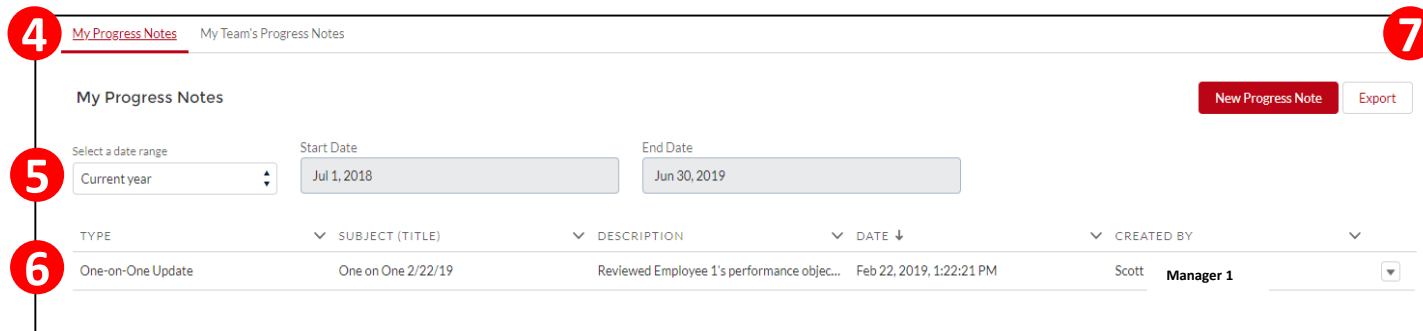 4 My Progress Notes My Team's Progress Notes 7
My Progress Notes New Progress Note Export
Select a date range Start Date End Date
5 Current year Jul 1, 2018 Jun 30, 2019
TYPE SUBJECT (TITLE) DESCRIPTION DATE CREATED BY
6 One-on-One Update One on One 2/22/19 Reviewed Employee 1's performance objec... Feb 22, 2019, 1:22:21 PM Scott Manager 1